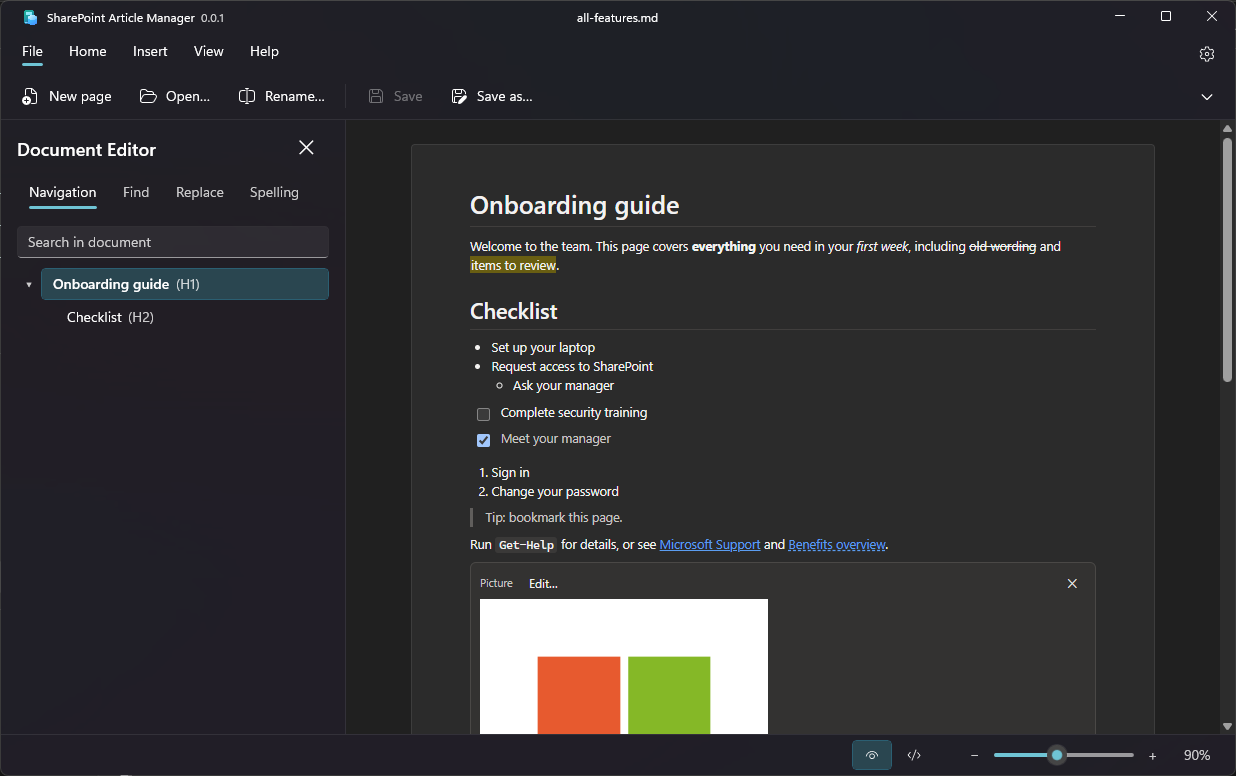 SharePoint Article Manager 0.0.1
all-features.md
File Home Insert View Help
New page Open... Rename... Save Save as...
Document Editor
Navigation Find Replace Spelling
Search in document
Onboarding guide (H1)
Checklist (H2)
Onboarding guide
Welcome to the team. This page covers everything you need in your first week, including old wording and
items to review.
Checklist
Set up your laptop
Request access to SharePoint
Ask your manager
Complete security training
Meet your manager
1. Sign in
2. Change your password
Tip: bookmark this page.
Run Get-Help for details, or see Microsoft Support and Benefits overview.
Picture Edit...
90%